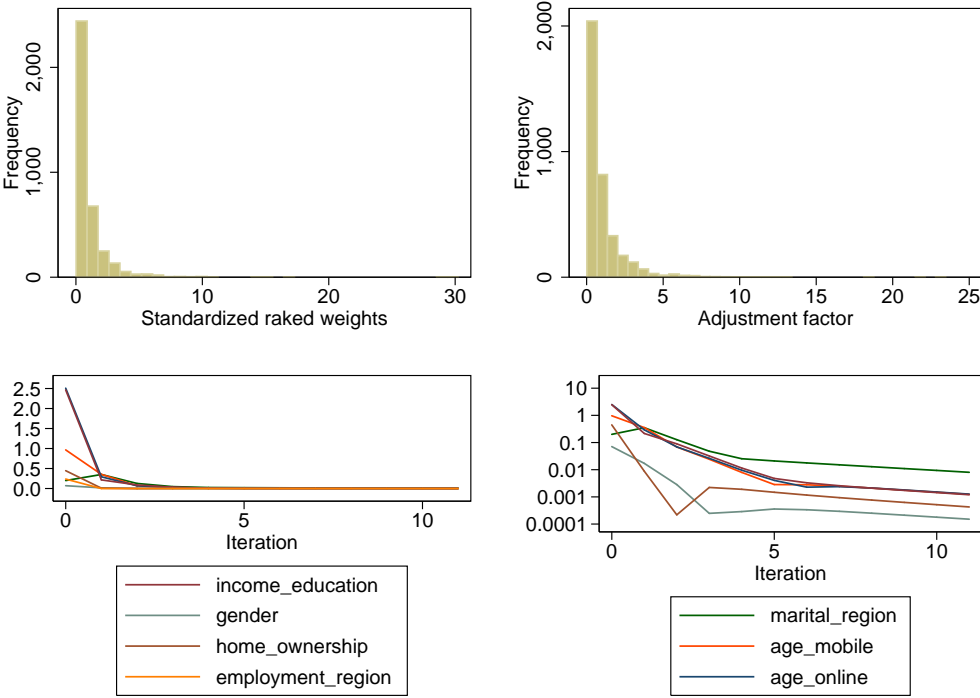 Frequency
2,000
1,000
0
0
10
20
30
Standardized raked weights
Frequency
2,000
1,000
0
0
5
10
15
20
25
Adjustment factor
2.5
2.0
1.5
1.0
0.5
0.0
0
5
10
Iteration
income_education
gender
home_ownership
employment_region
10
1
0.1
0.01
0.001
0.0001
0
5
10
Iteration
marital_region
age_mobile
age_online